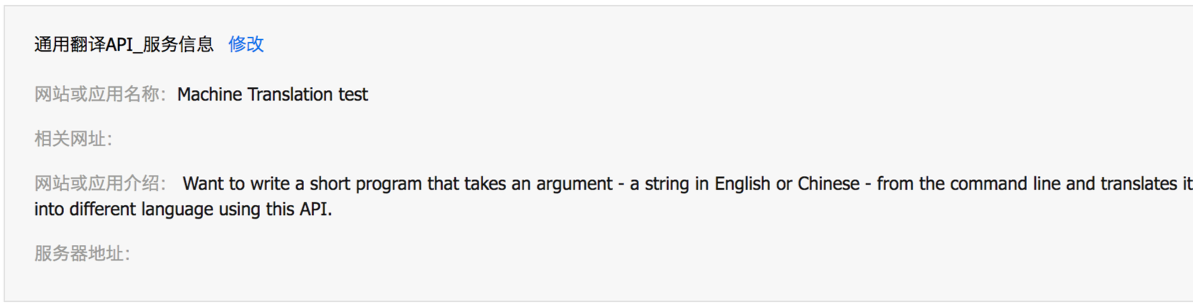 通用翻译API_服务信息 修改
网站或应用名称：Machine Translation test
相关网址：
网站或应用介绍： Want to write a short program that takes an argument - a string in English or Chinese - from the command line and translates it
into different language using this API.
服务器地址：